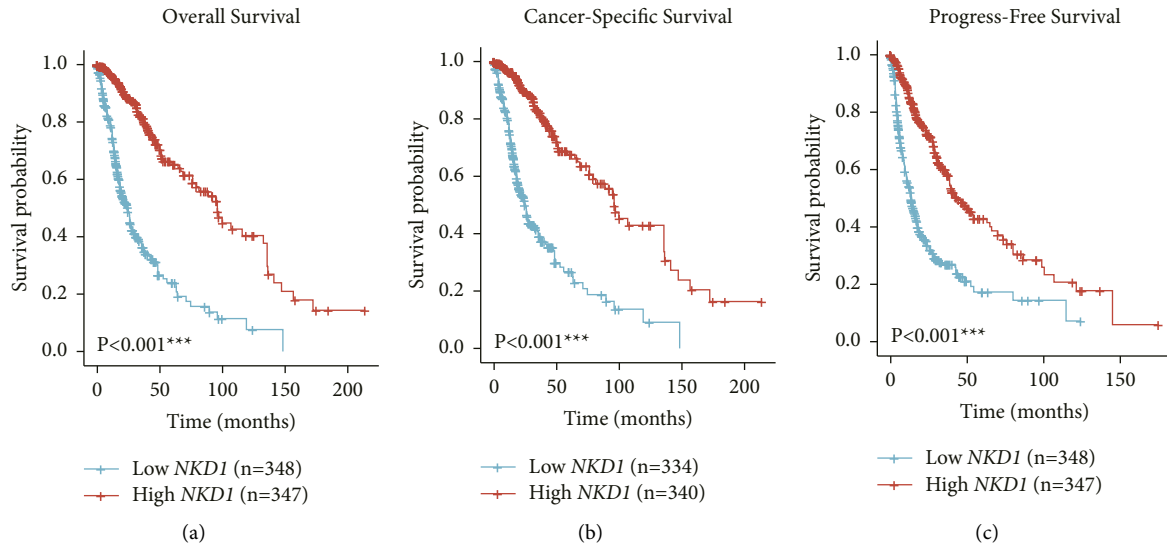 Overall Survival
Survival probability
1.0
0.8
0.6
0.4
0.2
0.0
P<0.001***
0 50 100 150 200
Time (months)
Low NKD1 (n=348)
High NKD1 (n=347)
(a)
Cancer-Specific Survival
Survival probability
1.0
0.8
0.6
0.4
0.2
0.0
P<0.001***
0 50 100 150 200
Time (months)
Low NKD1 (n=334)
High NKD1 (n=340)
(b)
Progress-Free Survival
Survival probability
1.0
0.8
0.6
0.4
0.2
0.0
P<0.001***
0 50 100 150
Time (months)
Low NKD1 (n=348)
High NKD1 (n=347)
(c)